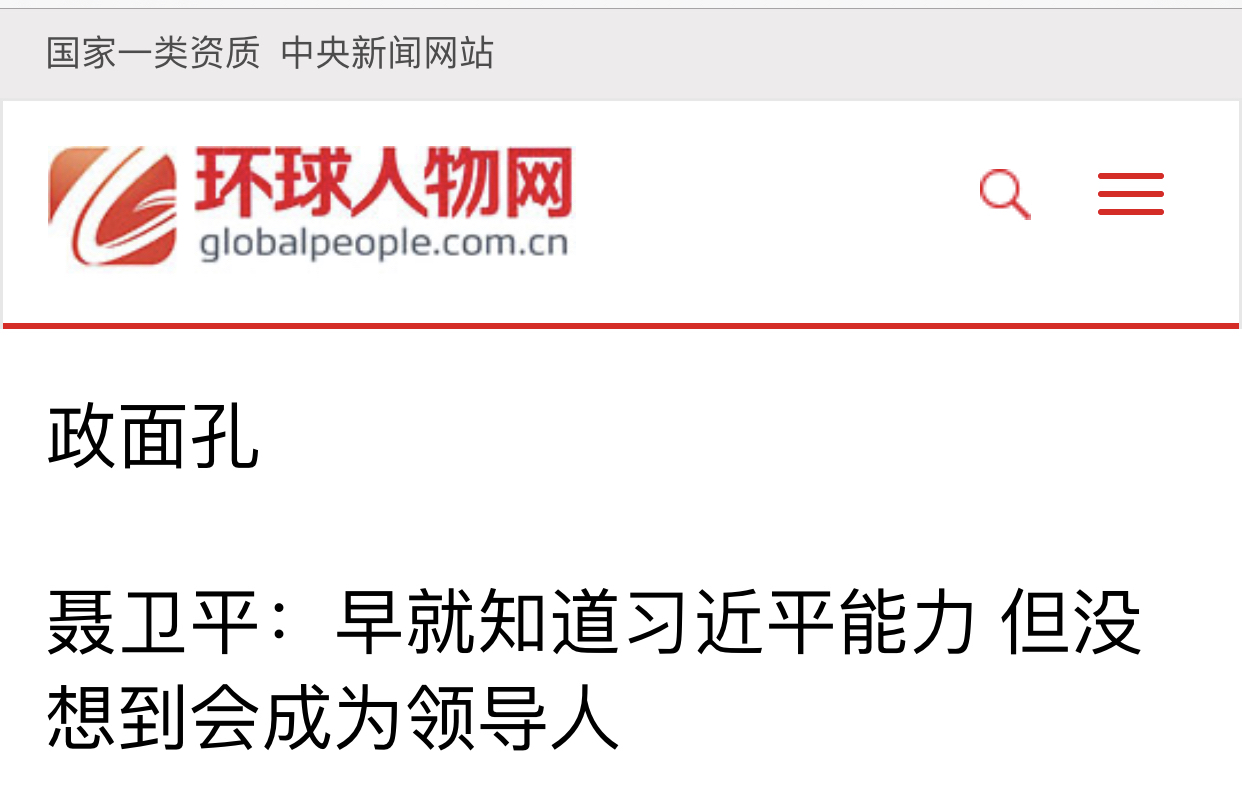 国家一类资质 中央新闻网站
环球人物网
globalpeople.com.cn
政面孔
聂卫平：早就知道习近平能力 但没
想到会成为领导人